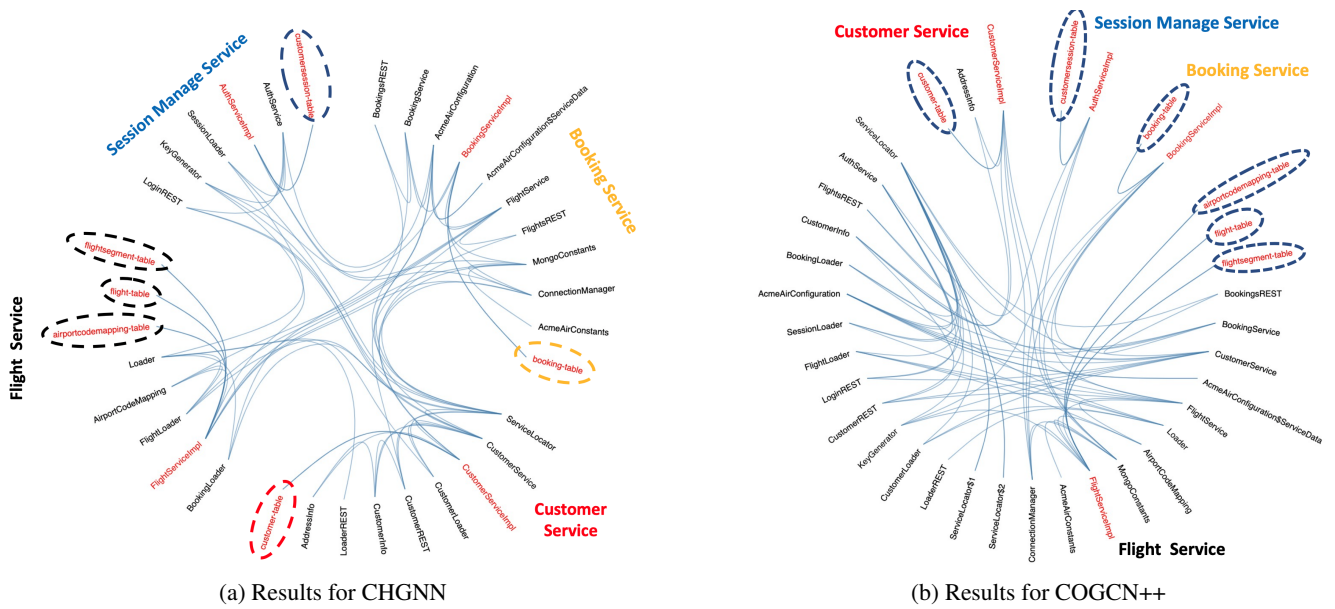 Session Manage Service
LoginREST
KeyGenerator
SessionLoader
AuthServiceImpl
AuthService
customersession-table
BookingsREST
BookingService
AcmeAirConfiguration
BookingServiceImpl
AcmeAirConfiguration$ServiceData
FlightService
FlightsREST
MongoConstants
ConnectionManager
AcmeAirConstants
booking-table
Booking Service
ServiceLocator
CustomerService
CustomerServiceImpl
CustomerLoader
CustomerREST
CustomerInfo
LoaderREST
AddressInfo
customer-table
Customer
Service
BookingLoader
FlightServiceImpl
FlightLoader
AirportCodeMapping
Loader
airportcodemapping-table
flight-table
flightsegment-table
Flight Service
(a) Results for CHGNN
Customer Service
customer-table
AddressInfo
CustomerServiceImpl
Session Manage Service
customersession-table
AuthServiceImpl
Booking Service
booking-table
BookingServiceImpl
airportcodemapping-table
flight-table
flightsegment-table
BookingsREST
BookingService
CustomerService
AcmeAirConfiguration$ServiceData
FlightService
Loader
AirportCodeMapping
MongoConstants
FlightServiceImpl
AcmeAirConstants
ConnectionManager
ServiceLocator$2
ServiceLocator$1
LoaderREST
CustomerLoader
KeyGenerator
CustomerREST
LoginREST
FlightLoader
SessionLoader
AcmeAirConfiguration
BookingLoader
CustomerInfo
FlightsREST
AuthService
ServiceLocator
Flight Service
(b) Results for COGCN++